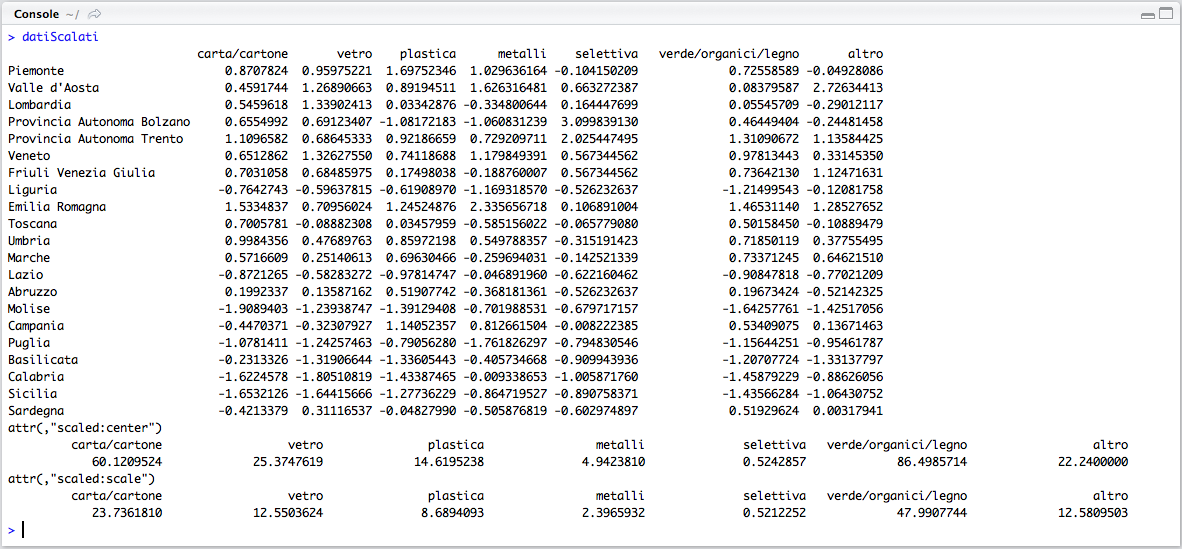 Console ~/
> datiScalati
carta/cartone vetro plastica metalli selettiva verde/organici/legno altro
Piemonte 0.8707824 0.95975221 1.69752346 1.029636164 -0.104150209 0.72558589 -0.04928086
Valle d'Aosta 0.4591744 1.26890663 0.89194511 1.626316481 0.663272387 0.08379587 2.72634413
Lombardia 0.5459618 1.33902413 0.03342876 -0.334800644 0.164447699 0.05545709 -0.29012117
Provincia Autonoma Bolzano 0.6554992 0.69123407 -1.08172183 -1.060831239 3.099839130 0.46449404 -0.24481458
Provincia Autonoma Trento 1.1096582 0.68645333 0.92186659 0.729209711 2.025447495 1.31090672 1.13584425
Veneto 0.6512862 1.32627550 0.74118688 1.179849391 0.567344562 0.97813443 0.33145350
Friuli Venezia Giulia 0.7031058 0.68485975 0.17498038 -0.188760007 0.567344562 0.73642130 1.12471631
Liguria -0.7642743 -0.59637815 -0.61908970 -1.169318570 -0.526232637 -1.21499543 -0.12081758
Emilia Romagna 1.5334837 0.70956024 1.24524876 2.335656718 0.106891004 1.46531140 1.28527652
Toscana 0.7005781 -0.08882308 0.03457959 -0.585156022 -0.065779080 0.50158450 -0.10889479
Umbria 0.9984356 0.47689763 0.85972198 0.549788357 -0.315191423 0.71850119 0.37755495
Marche 0.5716609 0.25140613 0.69630466 -0.259694031 -0.142521339 0.73371245 0.64621510
Lazio -0.8721265 -0.58283272 -0.97814747 -0.046891960 -0.622160462 -0.90847818 -0.77021209
Abruzzo 0.1992337 0.13587162 0.51907742 -0.368181361 -0.526232637 0.19673424 -0.52142325
Molise -1.9089403 -1.23938747 -1.39129408 -0.701988531 -0.679717157 -1.64257761 -1.42517056
Campania -0.4470371 -0.32307927 1.14052357 0.812661504 -0.008222385 0.53409075 0.13671463
Puglia -1.0781411 -1.24257463 -0.79056280 -1.761826297 -0.794830546 -1.15644251 -0.95461787
Basilicata -0.2313326 -1.31906644 -1.33605443 -0.405734668 -0.909943936 -1.20707724 -1.33137797
Calabria -1.6224578 -1.80510819 -1.43387465 -0.009338653 -1.005871760 -1.45879229 -0.88626056
Sicilia -1.6532126 -1.64415666 -1.27736229 -0.864719527 -0.890758371 -1.43566284 -1.06430752
Sardegna -0.4213379 0.31116537 -0.04827990 -0.505876819 -0.602974897 0.51929624 0.00317941
attr(,"scaled:center")
carta/cartone vetro plastica metalli selettiva verde/organici/legno altro
60.1209524 25.3747619 14.6195238 4.9423810 0.5242857 86.4985714 22.2400000
attr(,"scaled:scale")
carta/cartone vetro plastica metalli selettiva verde/organici/legno altro
23.7361810 12.5503624 8.6894093 2.3965932 0.5212252 47.9907744 12.5809503
>